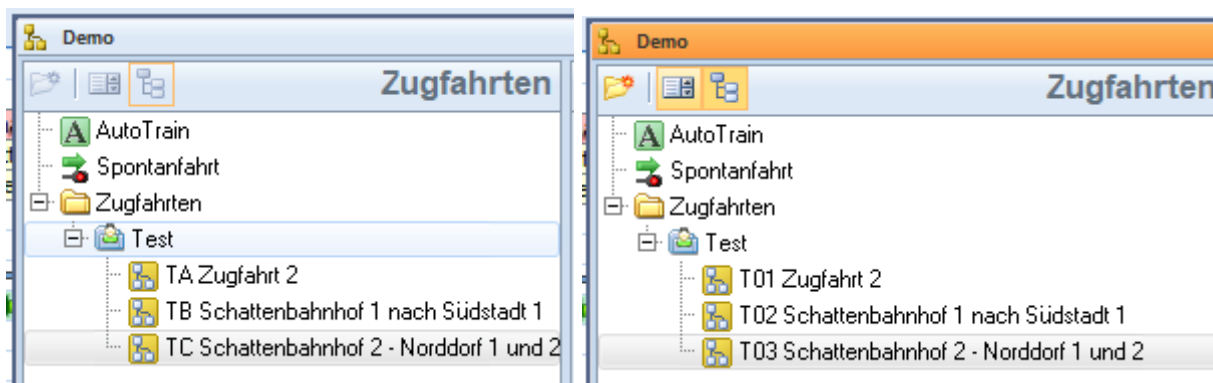 Demo
Zugfahrten
AutoTrain
Spontanfahrt
Zugfahrten
Test
TA Zugfahrt 2
TB Schattenbahnhof 1 nach Südstadt 1
TC Schattenbahnhof 2 - Norddorf 1 und 2
Demo
Zugfahrten
AutoTrain
Spontanfahrt
Zugfahrten
Test
T01 Zugfahrt 2
T02 Schattenbahnhof 1 nach Südstadt 1
T03 Schattenbahnhof 2 - Norddorf 1 und 2